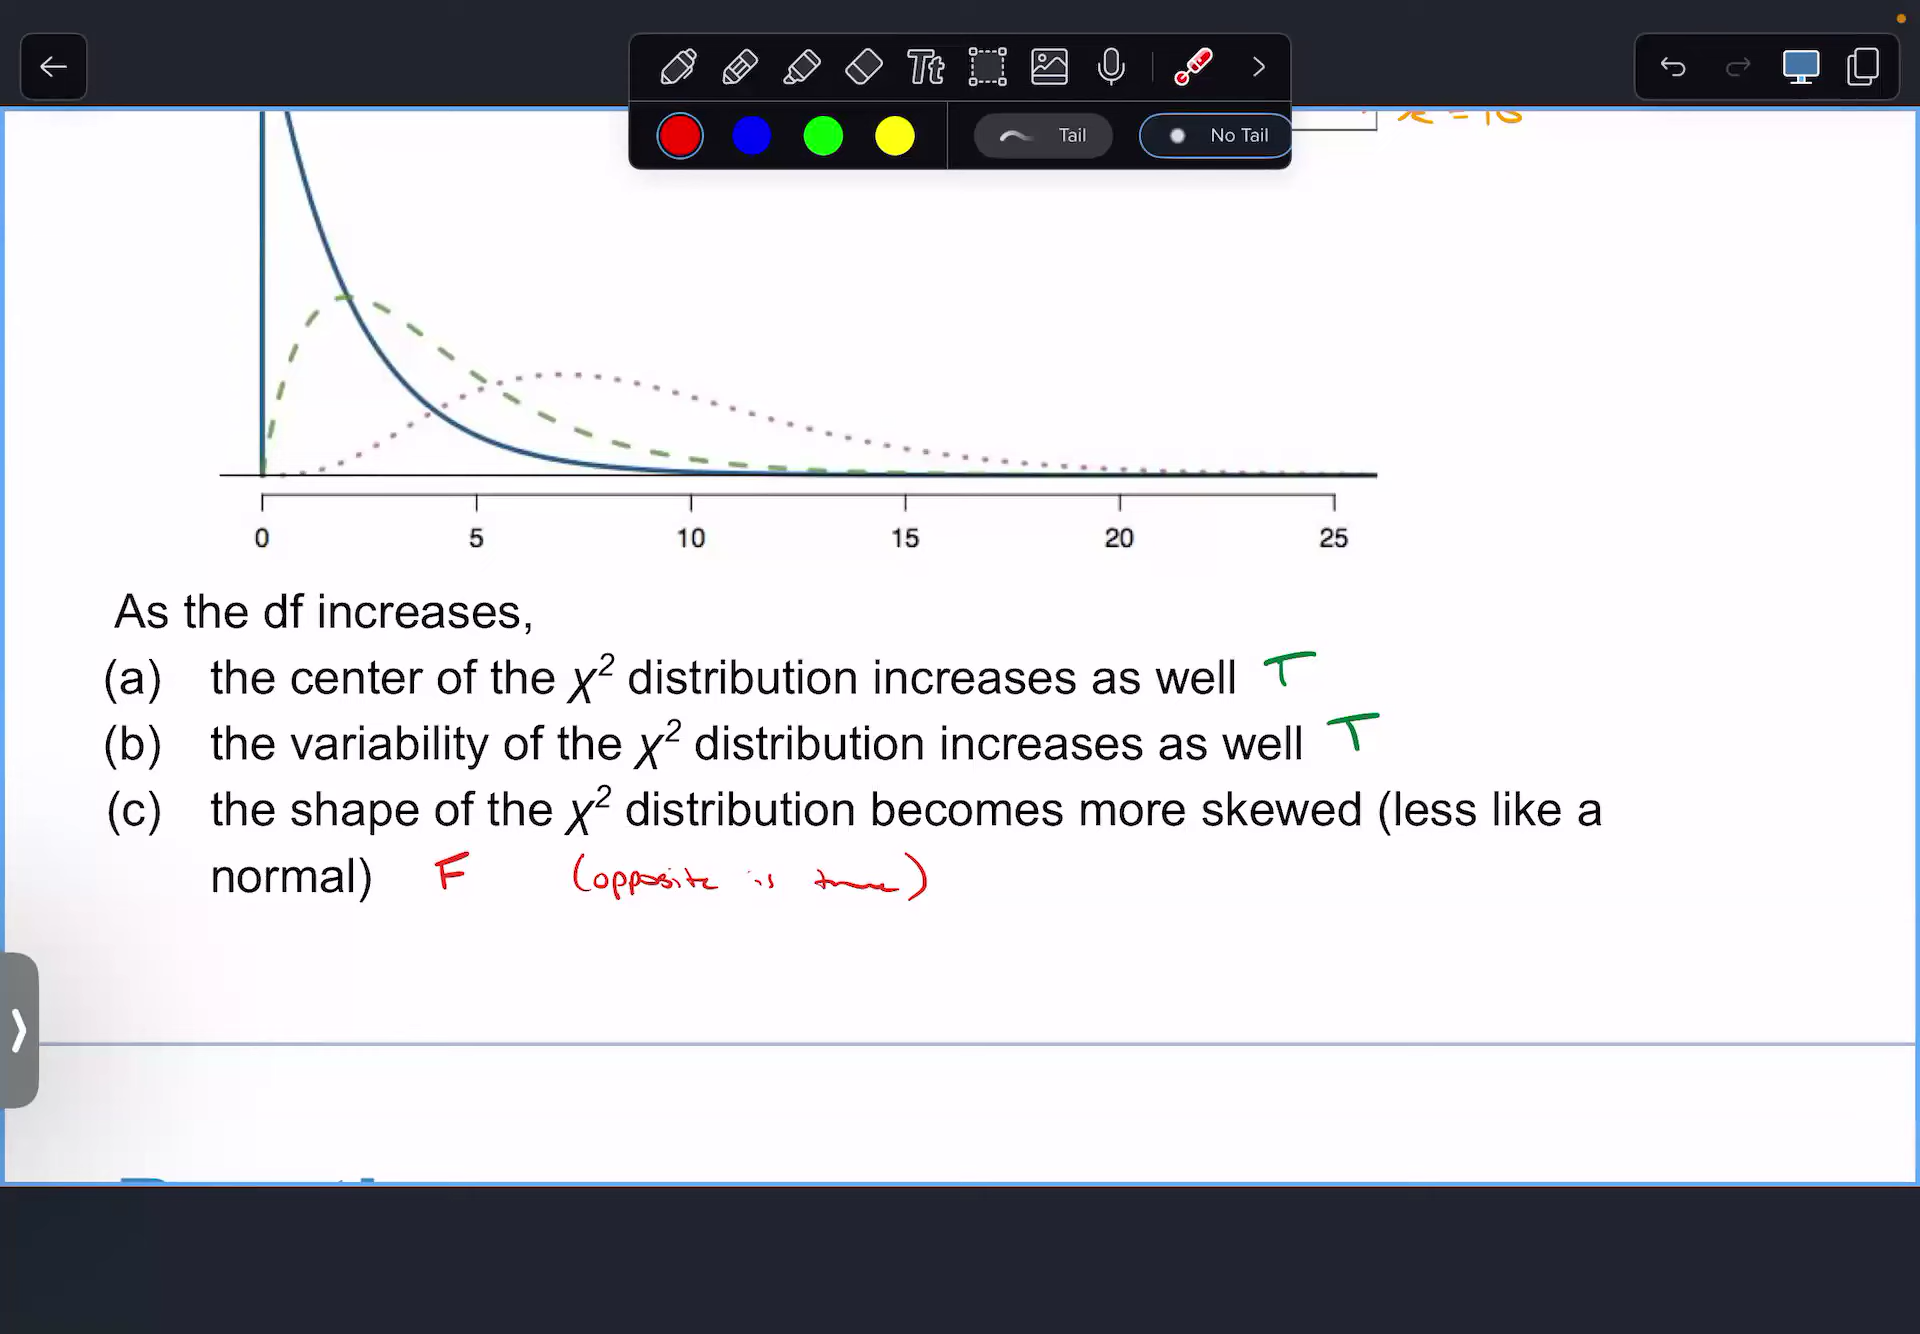 Tt
Tail
No Tail
0 5 10 15 20 25
As the df increases,
(a) the center of the χ² distribution increases as well T
(b) the variability of the χ² distribution increases as well T
(c) the shape of the χ² distribution becomes more skewed (less like a
normal) F (opposite is true)